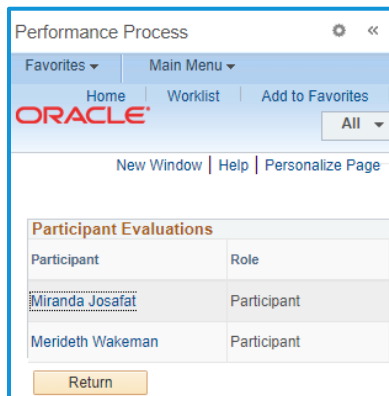 Performance Process
Favorites Main Menu
Home Worklist Add to Favorites
ORACLE
All
New Window | Help | Personalize Page
Participant Evaluations
Participant Role
Miranda Josafat Participant
Merideth Wakeman Participant
Return